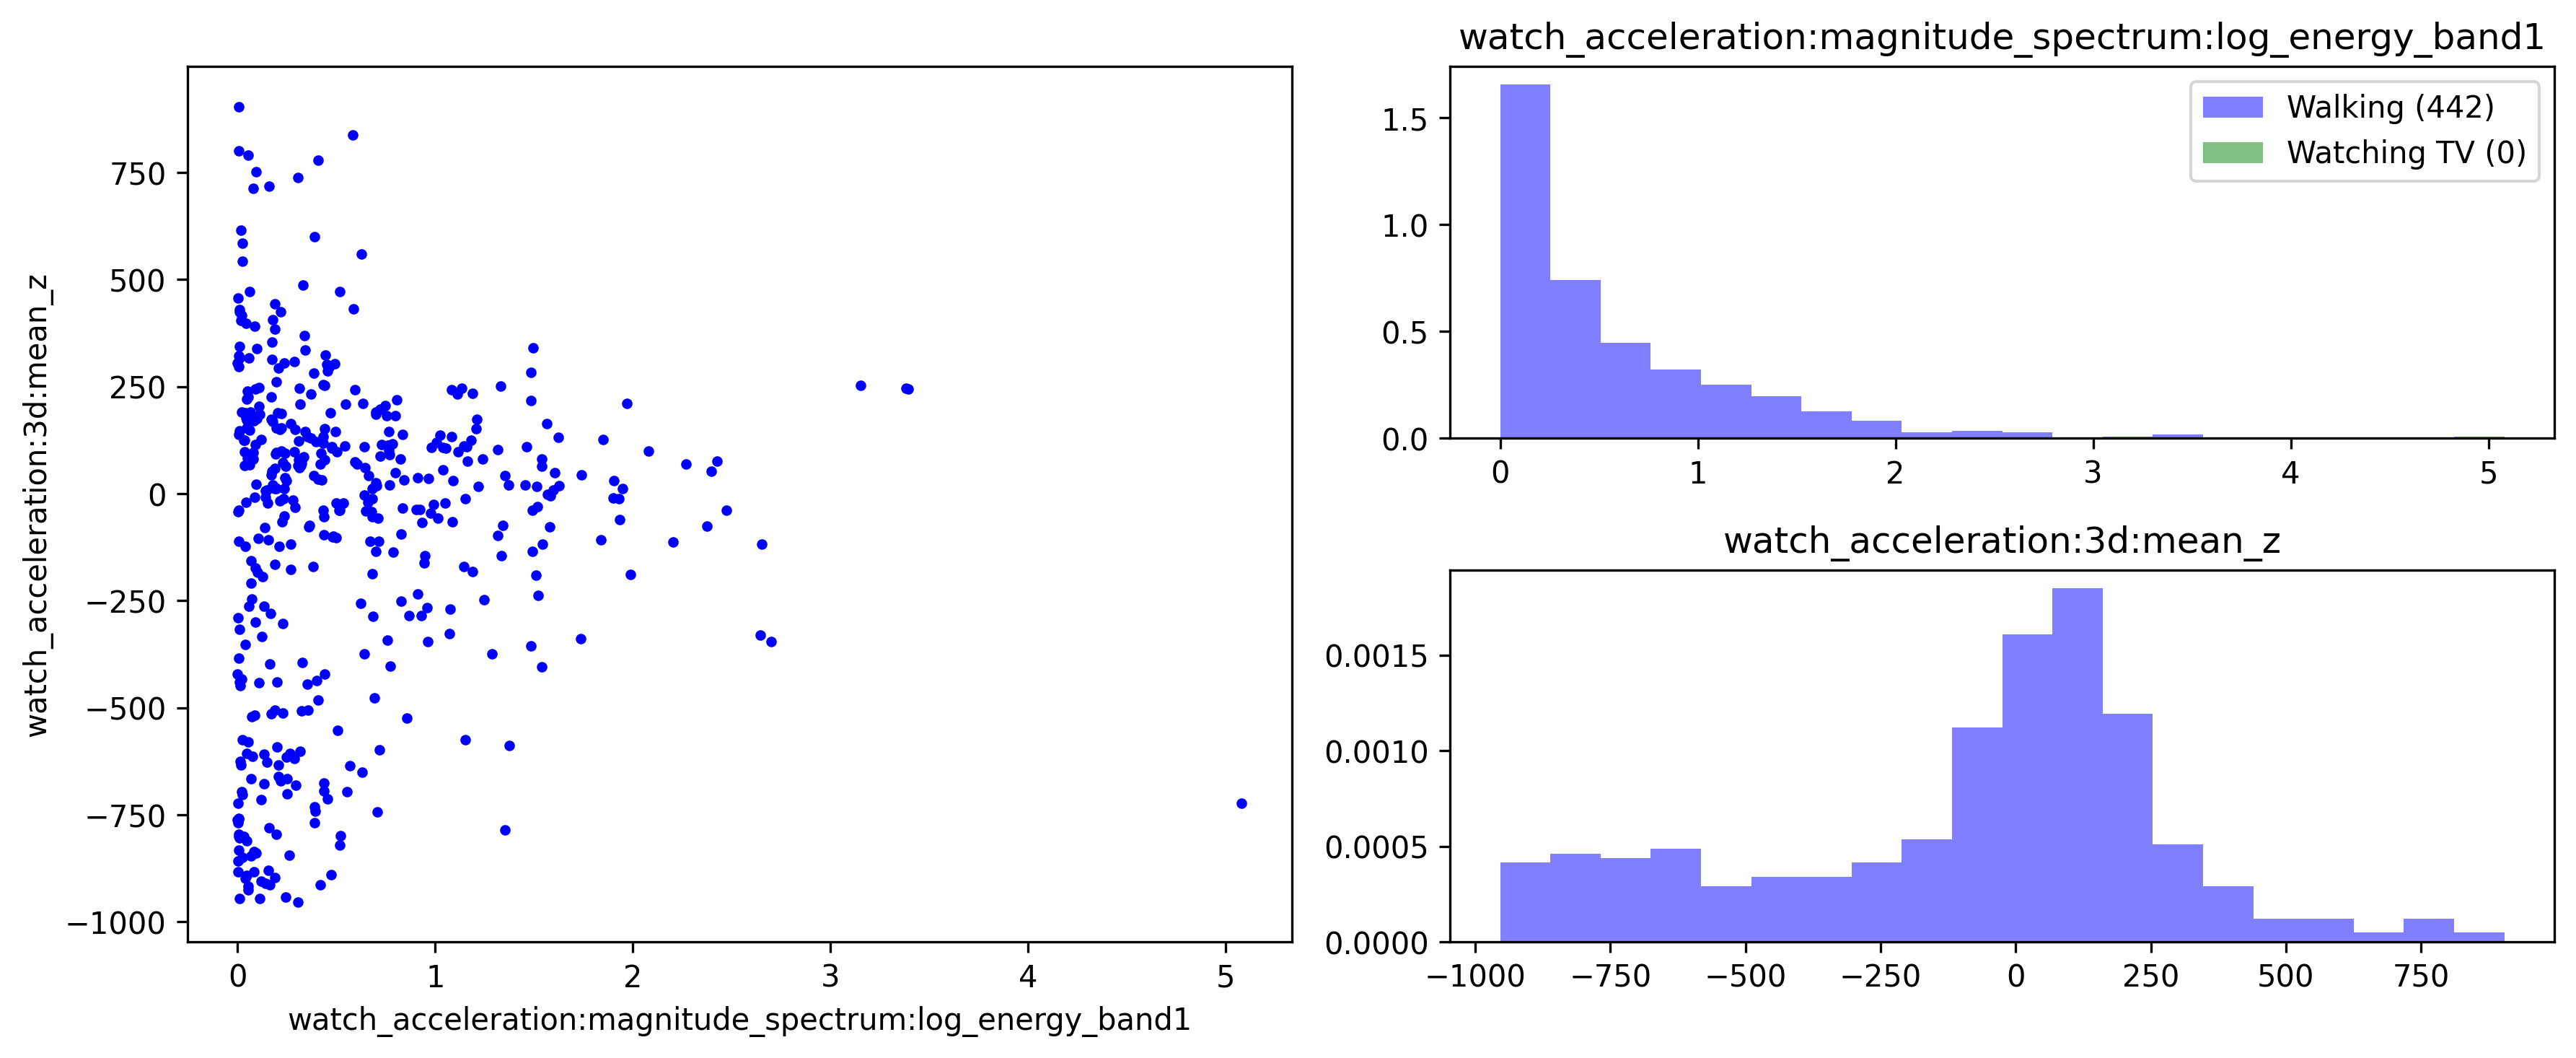 watch_acceleration:3d:mean_z
750
500
250
0
−250
−500
−750
−1000
0 1 2 3 4 5
watch_acceleration:magnitude_spectrum:log_energy_band1
watch_acceleration:magnitude_spectrum:log_energy_band1
Walking (442)
Watching TV (0)
1.5
1.0
0.5
0.0
0 1 2 3 4 5
watch_acceleration:3d:mean_z
0.0015
0.0010
0.0005
0.0000
−1000 −750 −500 −250 0 250 500 750